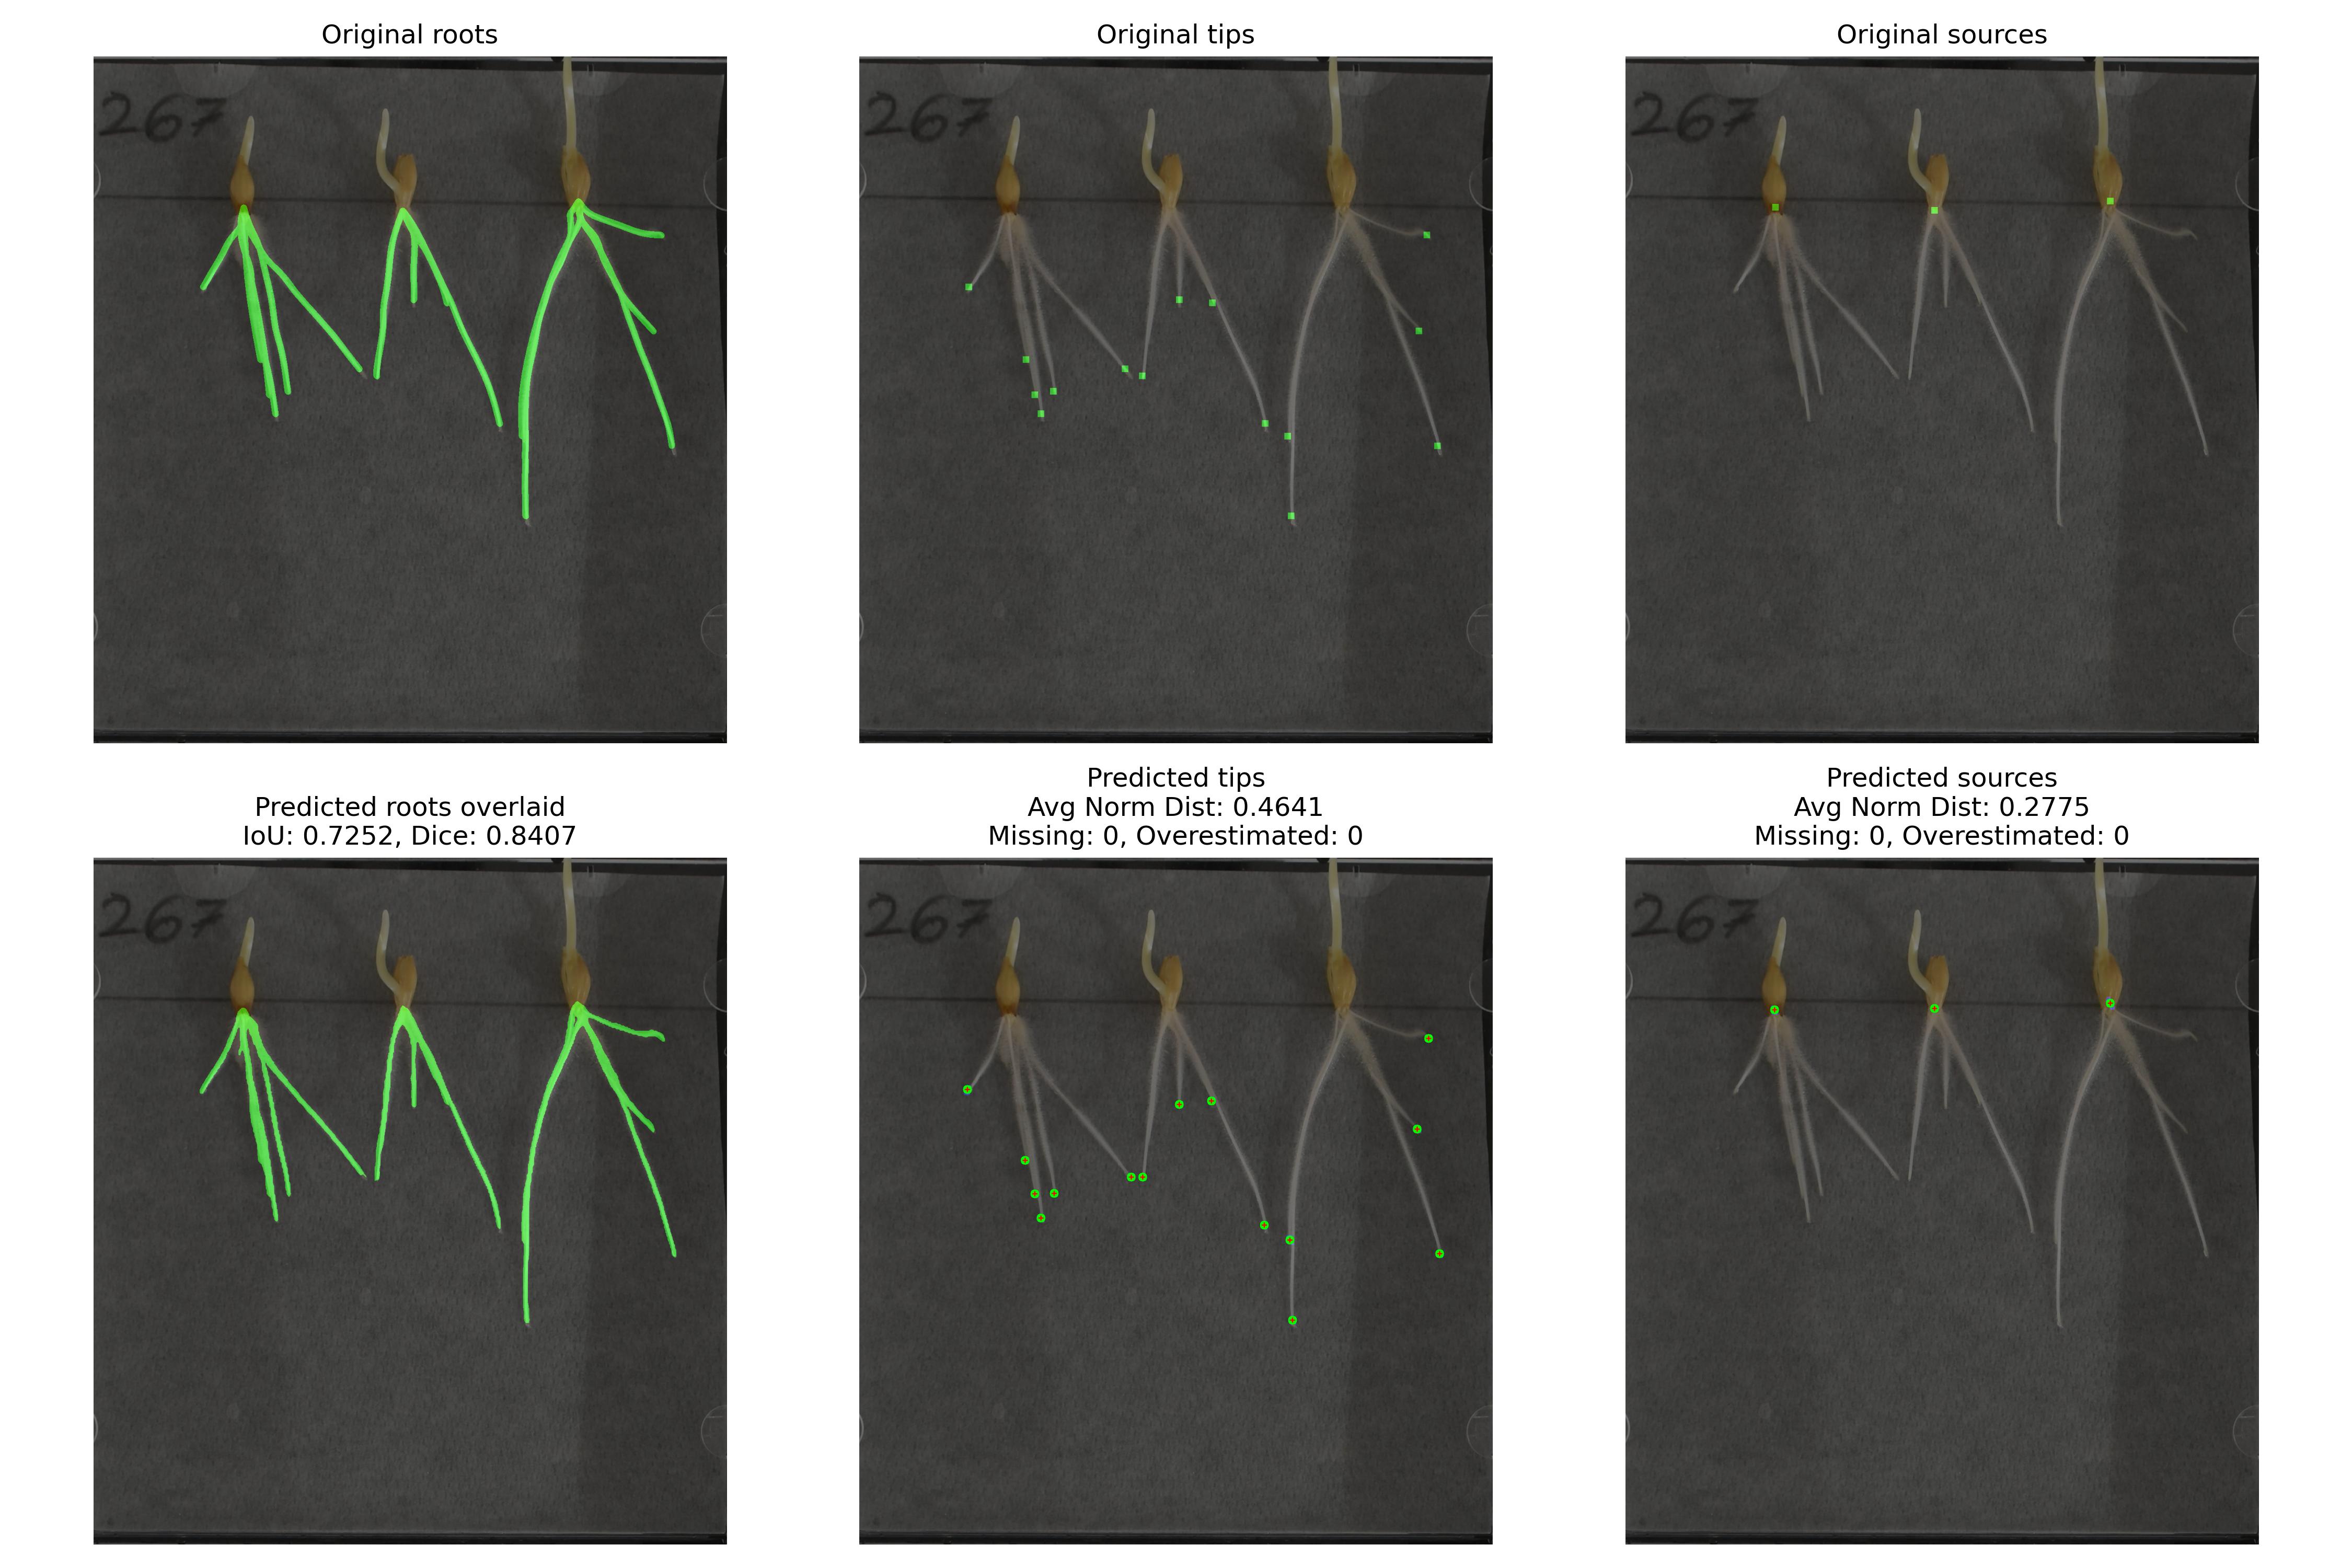 Original roots
Original tips
Original sources
267
267
267
Predicted roots overlaid
IoU: 0.7252, Dice: 0.8407
Predicted tips
Avg Norm Dist: 0.4641
Missing: 0, Overestimated: 0
Predicted sources
Avg Norm Dist: 0.2775
Missing: 0, Overestimated: 0
267
267
267